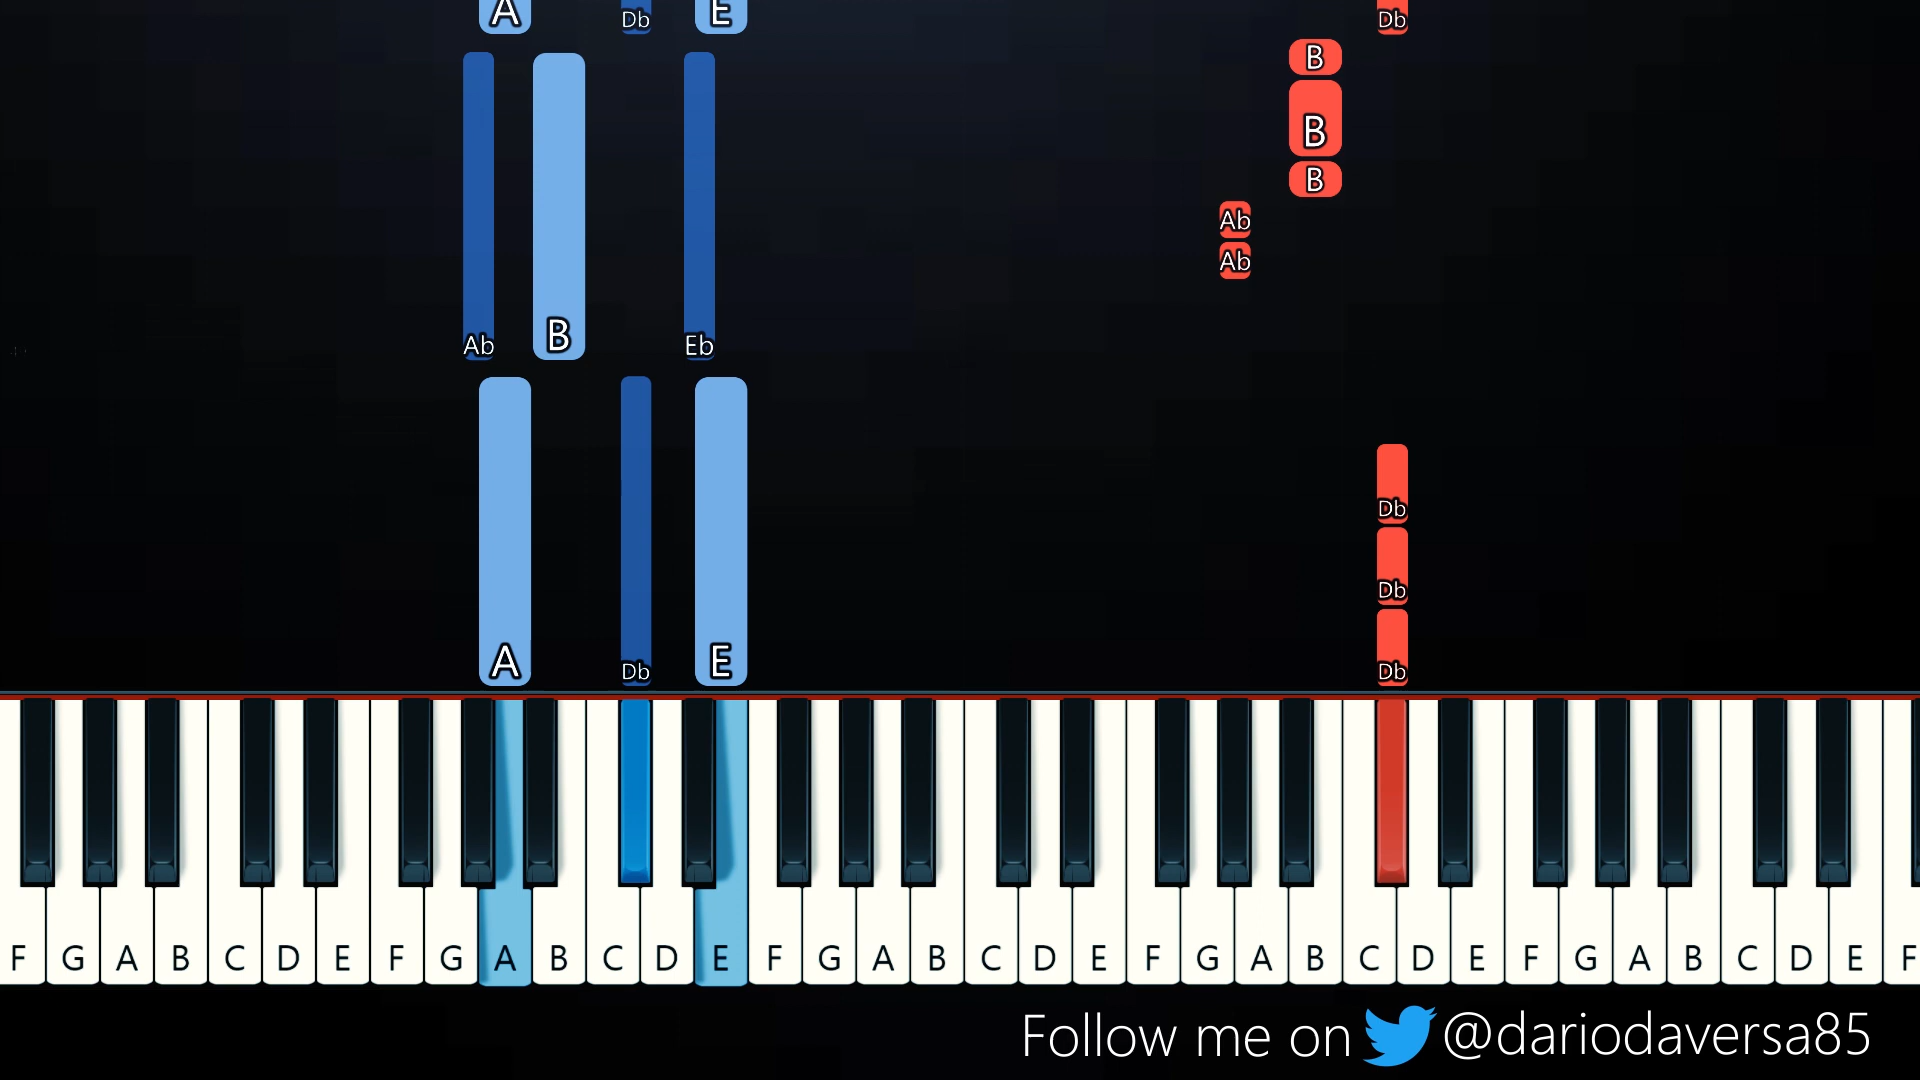 A Db E Db
B
B
B
Ab
Ab
Ab B Eb
Db
Db
A Db E Db
F G A B C D E F G A B C D E F G A B C D E F G A B C D E F G A B C D E F
Follow me on @dariodaversa85